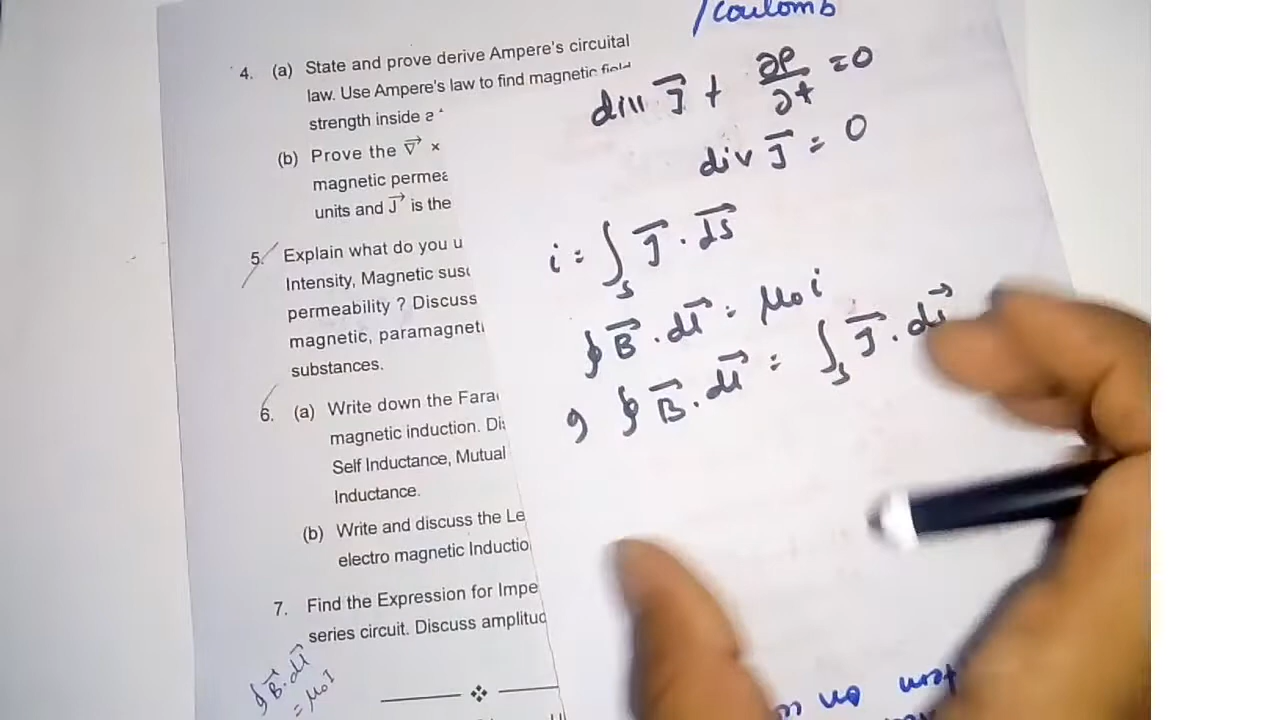 /Coulomb
4. (a) State and prove derive Ampere's circuital
law. Use Ampere's law to find magnetic field
strength inside a
(b) Prove the ∇⃗ ×
magnetic permea
units and J⃗ is the
5. Explain what do you u
Intensity, Magnetic sus
permeability ? Discuss
magnetic, paramagneti
substances.
6. (a) Write down the Fara
magnetic induction. Dis
Self Inductance, Mutual
Inductance.
(b) Write and discuss the Le
electro magnetic Inductio
7. Find the Expression for Impe
series circuit. Discuss amplitud
∮B⃗.dl⃗
= μ₀I
div J⃗ + ∂ρ/∂t = 0
div J⃗ = 0
i = ∫s J⃗ . ds⃗
∮ B⃗ . dl⃗ = μ₀ i
∮ B⃗ . dl⃗ = ∫s J⃗ . d